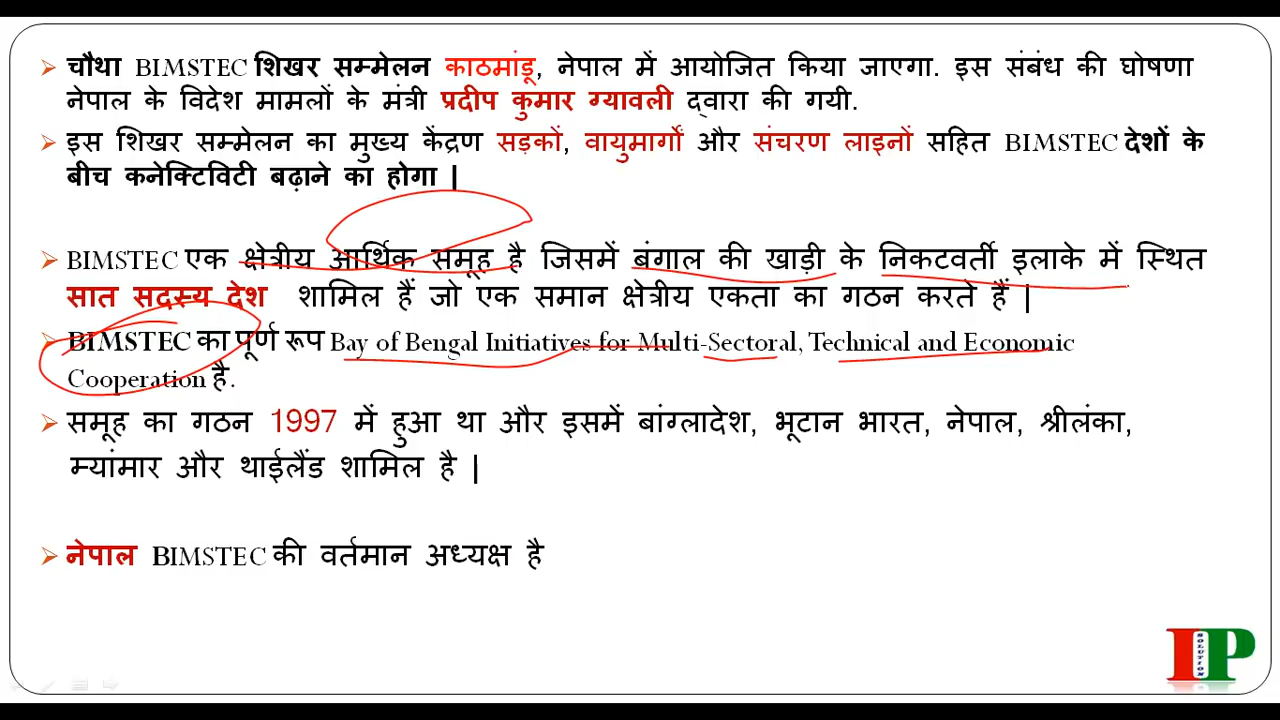 चौथा BIMSTEC शिखर सम्मेलन काठमांडू, नेपाल में आयोजित किया जाएगा. इस संबंध की घोषणा
नेपाल के विदेश मामलों के मंत्री प्रदीप कुमार ग्यावली द्वारा की गयी.
इस शिखर सम्मेलन का मुख्य केंद्रण सड़कों, वायुमार्गों और संचरण लाइनों सहित BIMSTEC देशों के
बीच कनेक्टिविटी बढ़ाने का होगा |
BIMSTEC एक क्षेत्रीय आर्थिक समूह है जिसमें बंगाल की खाड़ी के निकटवर्ती इलाके में स्थित
सात सदस्य देश शामिल हैं जो एक समान क्षेत्रीय एकता का गठन करते हैं |
BIMSTEC का पूर्ण रूप Bay of Bengal Initiatives for Multi-Sectoral, Technical and Economic
Cooperation है.
समूह का गठन 1997 में हुआ था और इसमें बांग्लादेश, भूटान भारत, नेपाल, श्रीलंका,
म्यांमार और थाईलैंड शामिल है |
नेपाल BIMSTEC की वर्तमान अध्यक्ष है
IP
SOLUTION